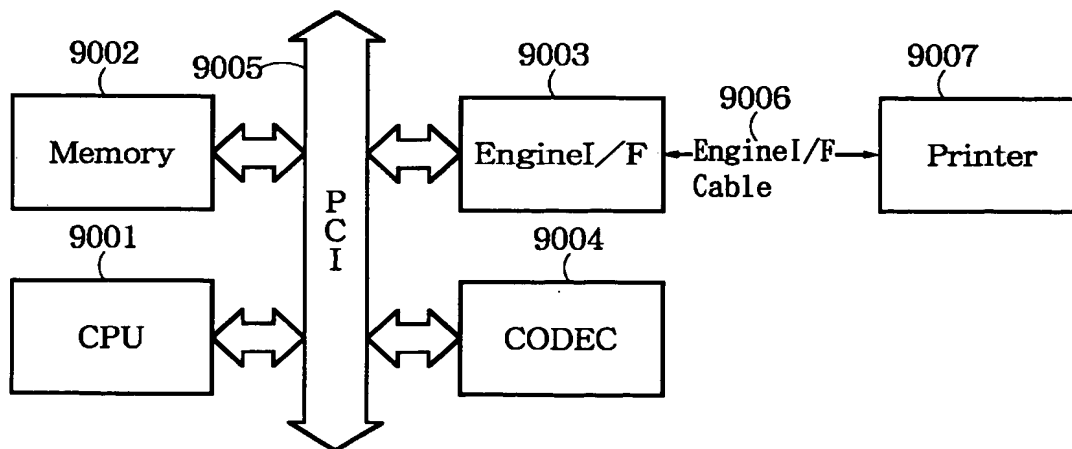 9002
9005
9003
9007
9006
Memory
EngineI/F
EngineI/F
Cable
Printer
P
C
I
9001
9004
CPU
CODEC